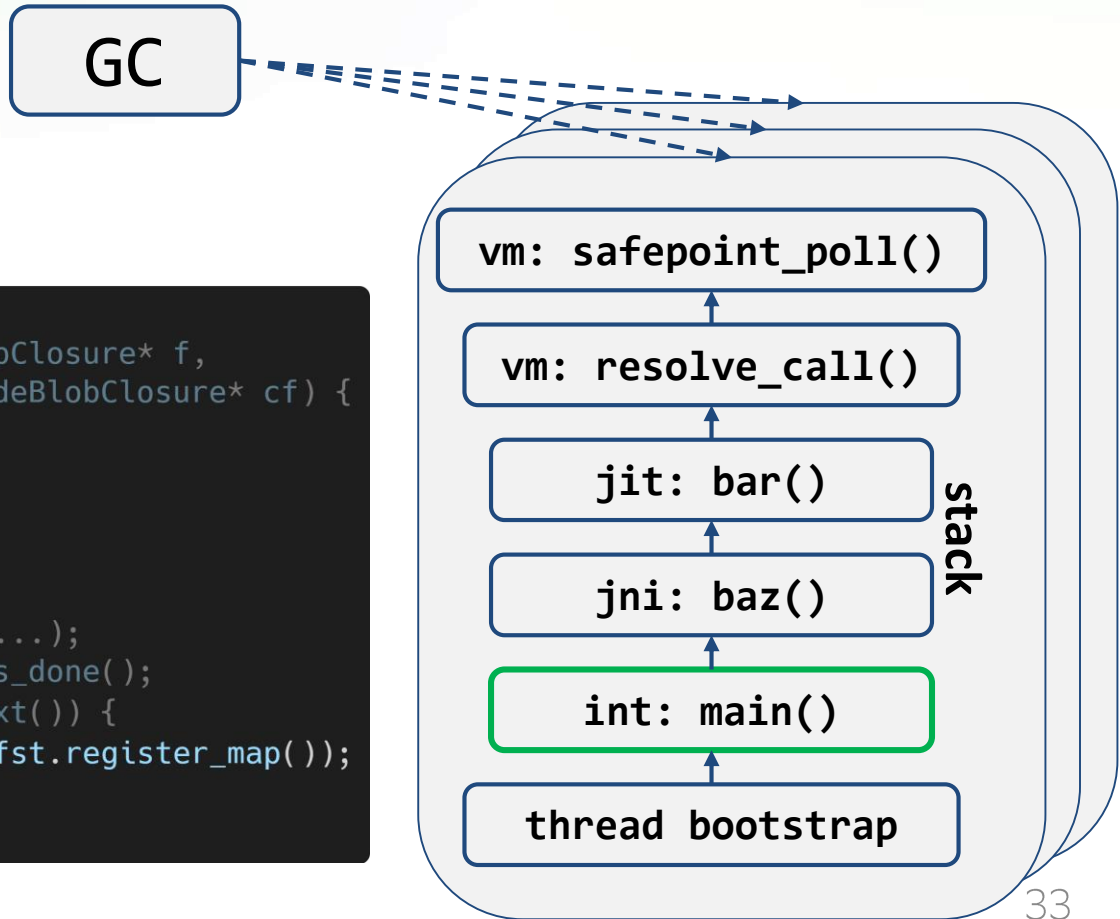 GC
bClosure* f,
deBlobClosure* cf) {
...);
s_done();
xt()) {
fst.register_map());
vm: safepoint_poll()
vm: resolve_call()
jit: bar()
jni: baz()
int: main()
thread bootstrap
stack
33